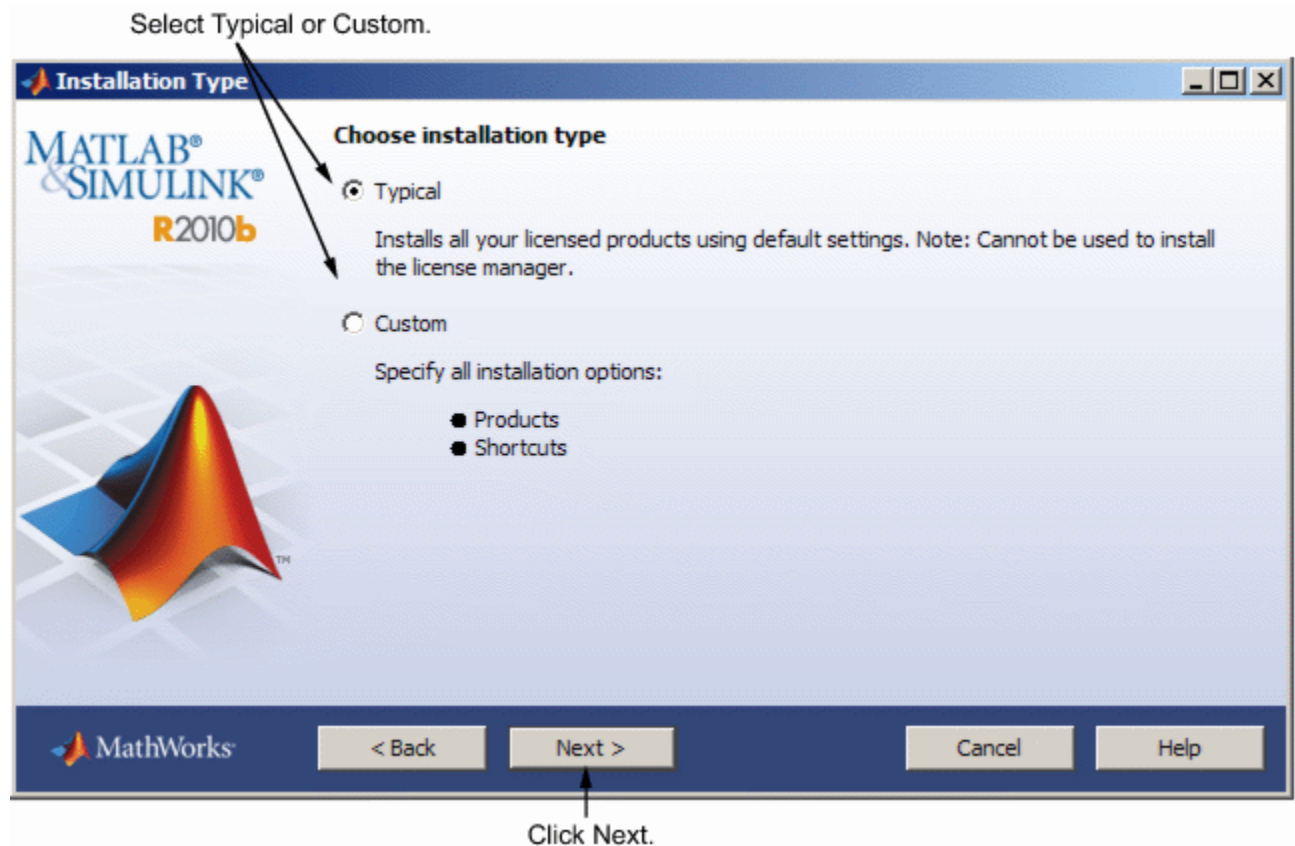 Select Typical or Custom.
Installation Type
MATLAB®
&SIMULINK®
R2010b
Choose installation type
Typical
Installs all your licensed products using default settings. Note: Cannot be used to install
the license manager.
Custom
Specify all installation options:
● Products
● Shortcuts
TM
MathWorks
< Back
Next >
Cancel
Help
Click Next.